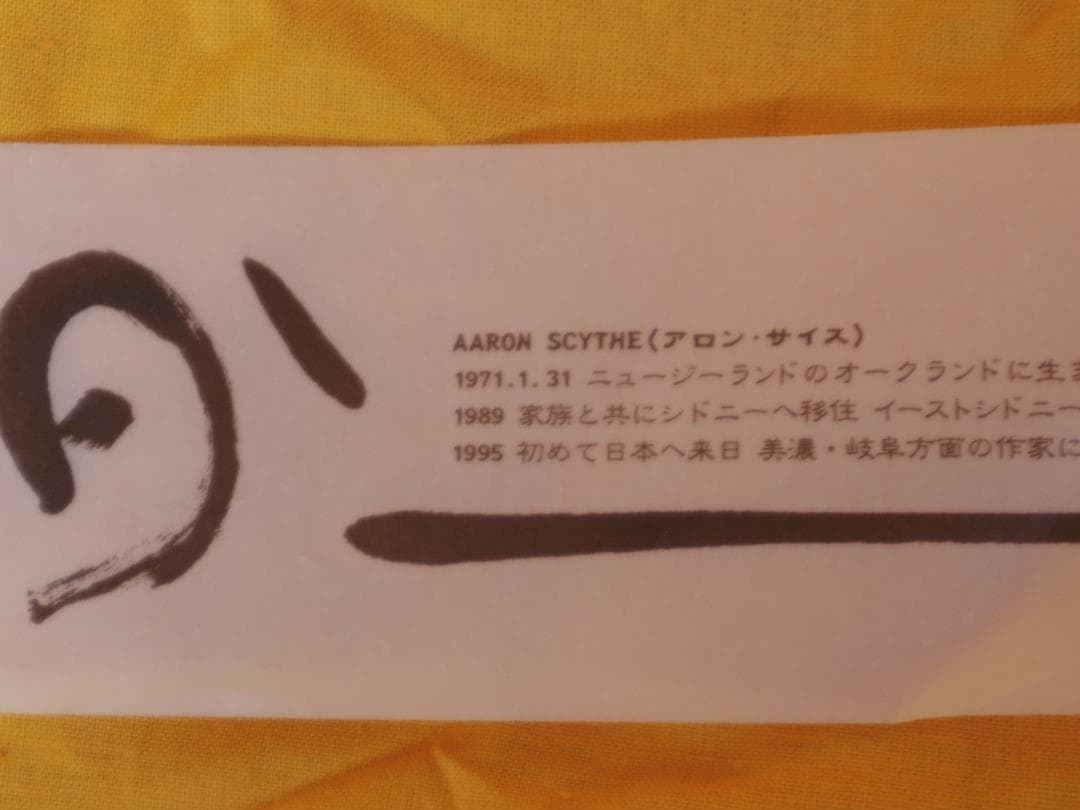 AARON SCYTHE(アロン・サイス)
1971.1.31 ニュージーランドのオークランドに生ま
1989 家族と共にシドニーへ移住 イーストシドニー
1995 初めて日本へ来日 美濃・岐阜方面の作家に